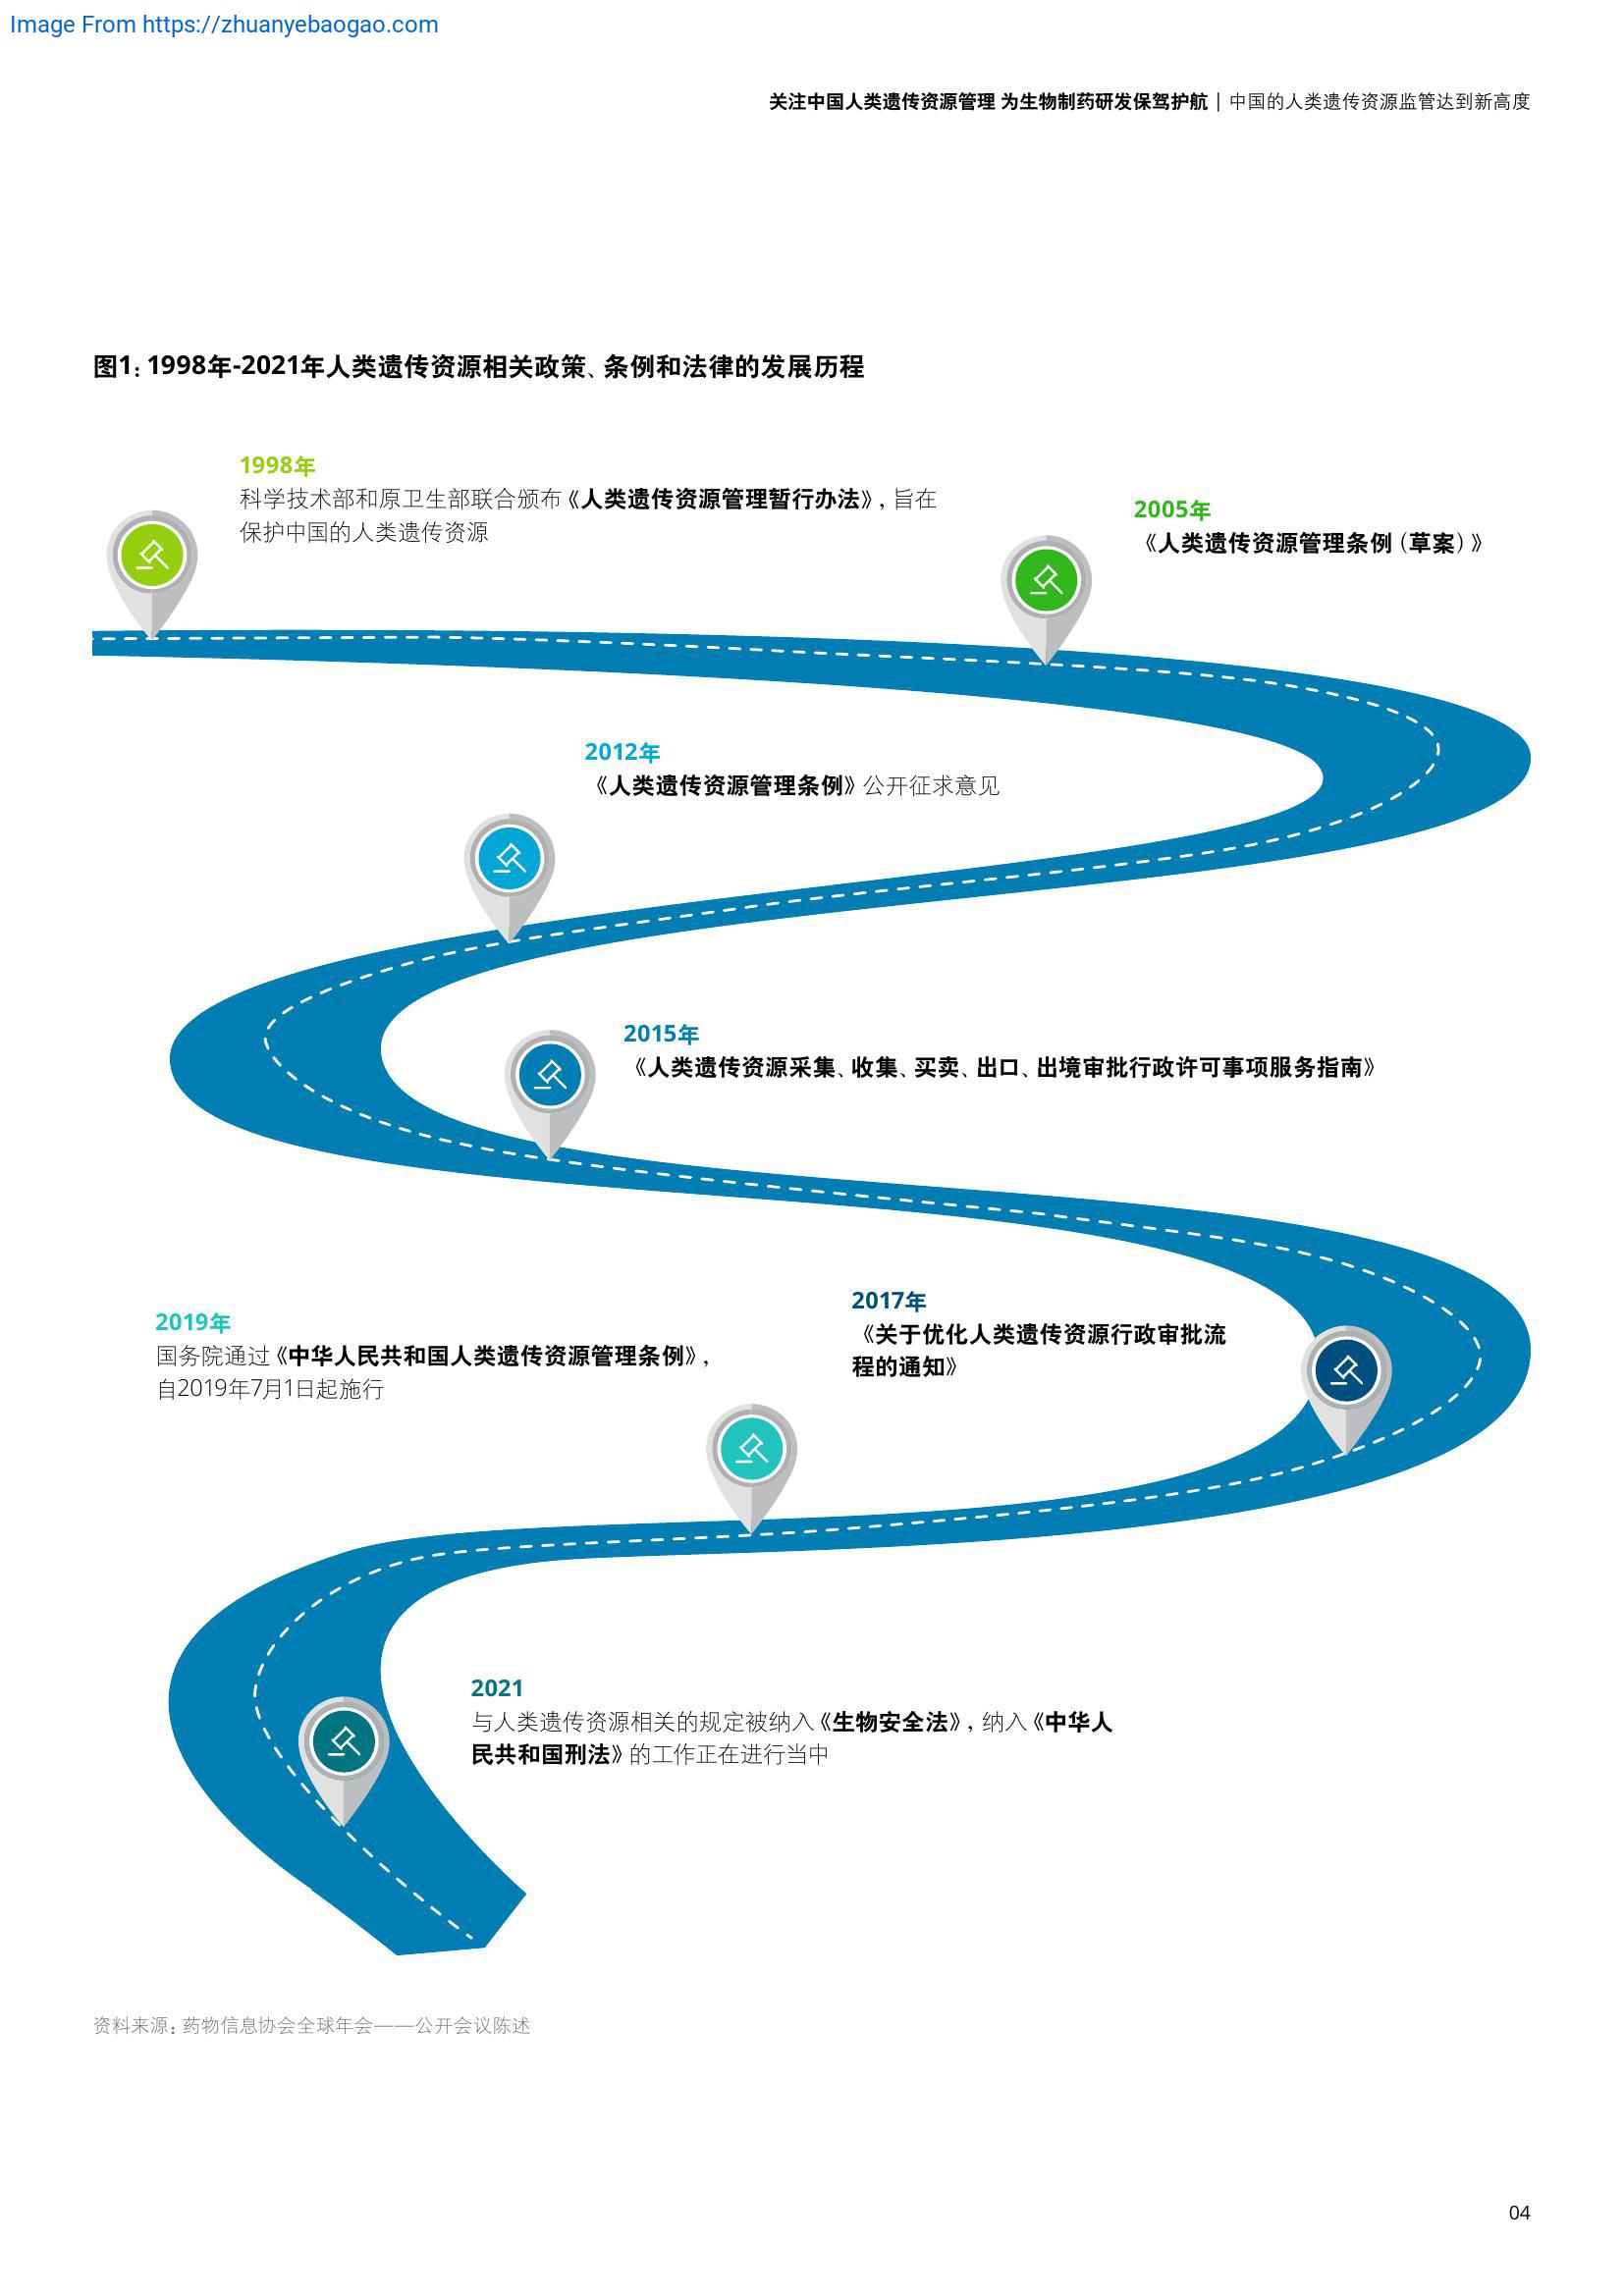 Image From https://zhuanyebaogao.com
关注中国人类遗传资源管理 为生物制药研发保驾护航 | 中国的人类遗传资源监管达到新高度
图1：1998年-2021年人类遗传资源相关政策、条例和法律的发展历程
1998年
科学技术部和原卫生部联合颁布《人类遗传资源管理暂行办法》，旨在
保护中国的人类遗传资源
2005年
《人类遗传资源管理条例（草案）》
2012年
《人类遗传资源管理条例》公开征求意见
2015年
《人类遗传资源采集、收集、买卖、出口、出境审批行政许可事项服务指南》
2017年
《关于优化人类遗传资源行政审批流
程的通知》
2019年
国务院通过《中华人民共和国人类遗传资源管理条例》，
自2019年7月1日起施行
2021
与人类遗传资源相关的规定被纳入《生物安全法》，纳入《中华人
民共和国刑法》的工作正在进行当中
资料来源：药物信息协会全球年会——公开会议陈述
04